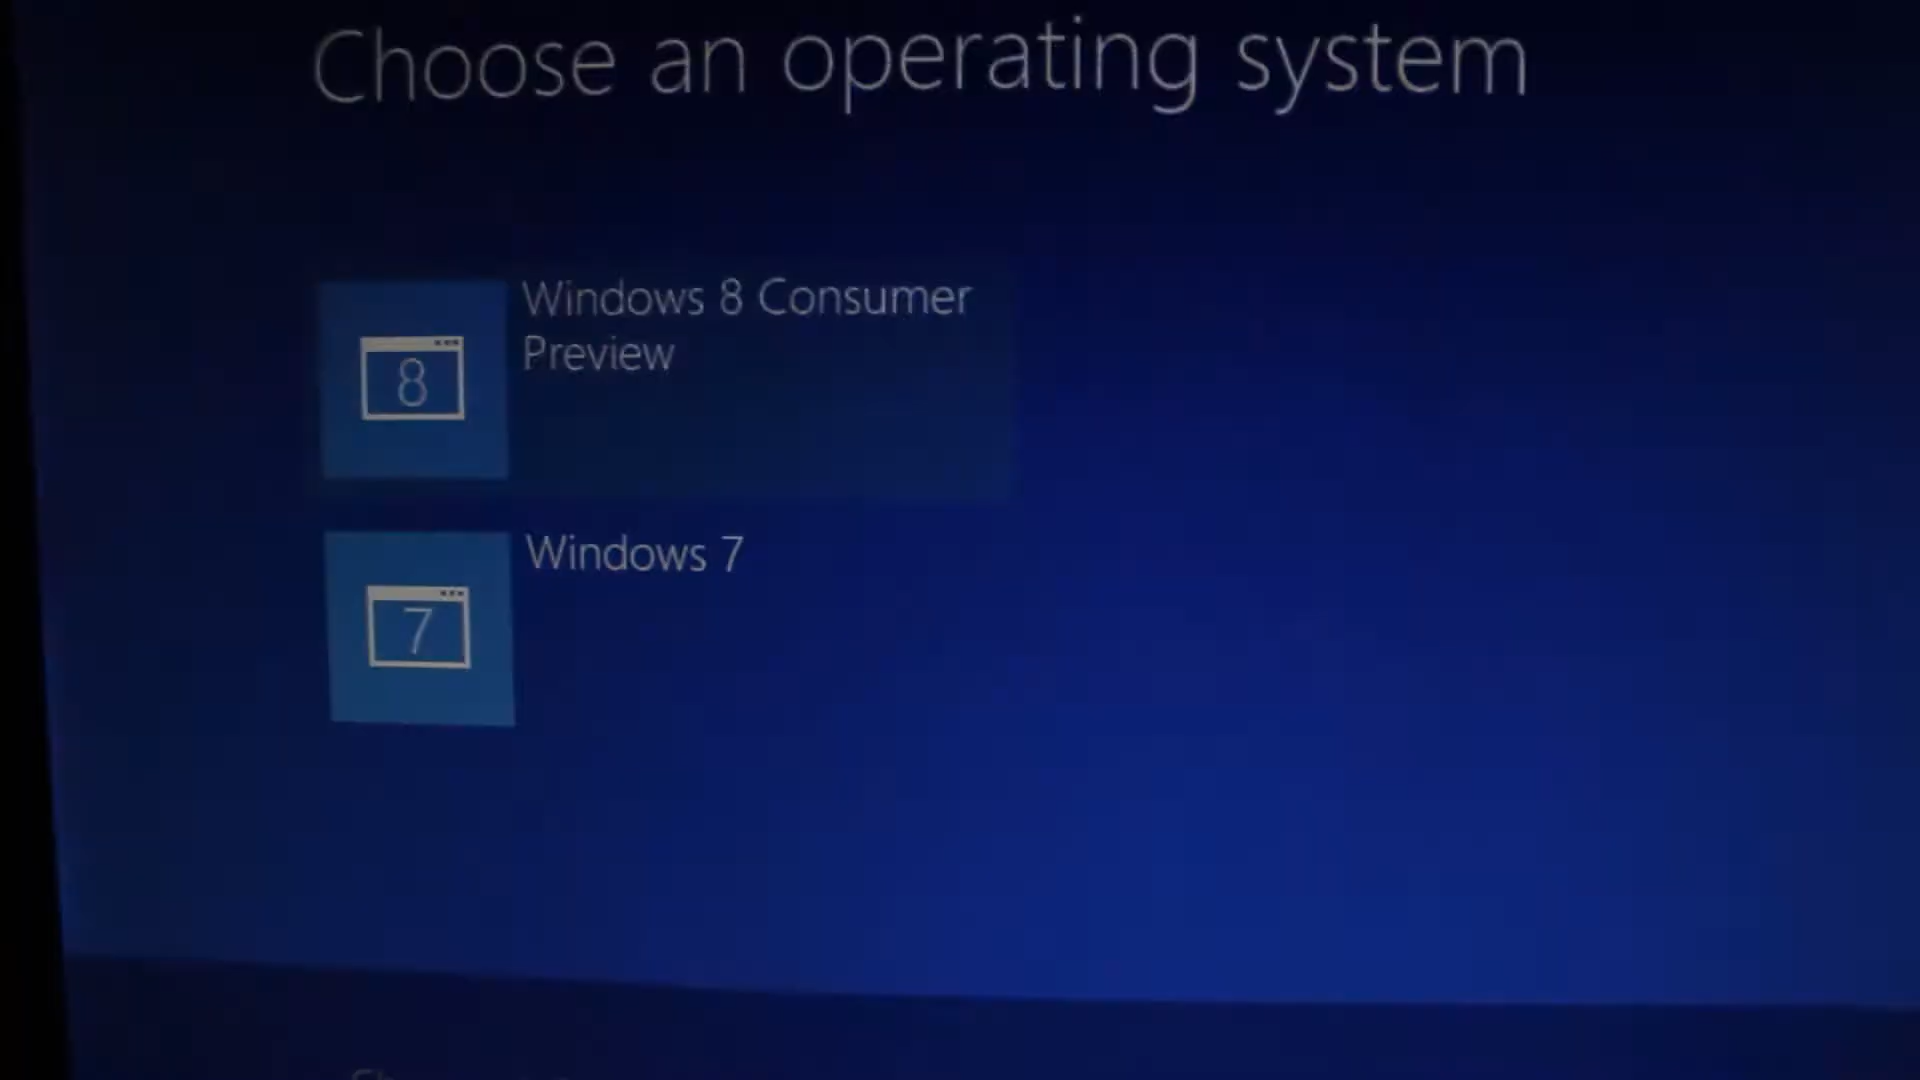 Choose an operating system
Windows 8 Consumer
Preview
8
Windows 7
7